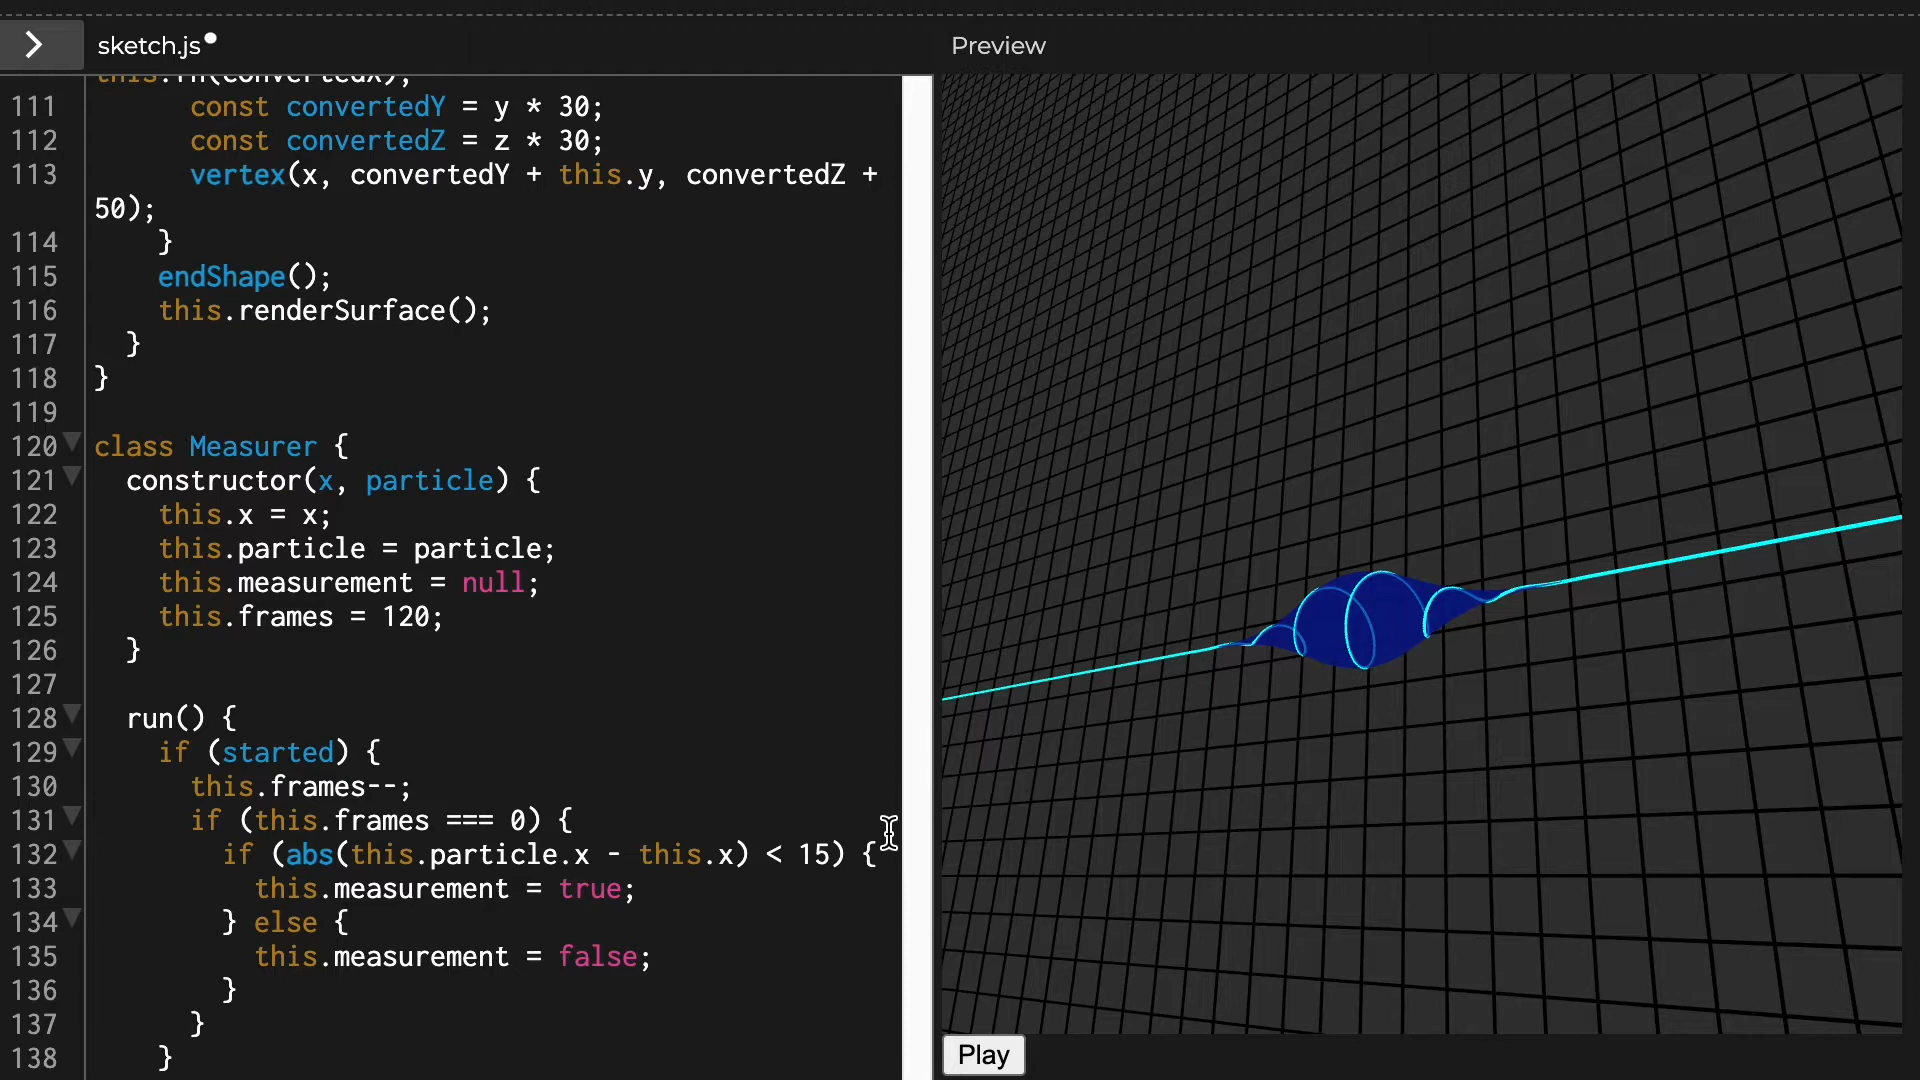 sketch.js
Preview
this.fn(convertedX);
111 const convertedY = y * 30;
112 const convertedZ = z * 30;
113 vertex(x, convertedY + this.y, convertedZ +
50);
114 }
115 endShape();
116 this.renderSurface();
117 }
118 }
119
120 class Measurer {
121 constructor(x, particle) {
122 this.x = x;
123 this.particle = particle;
124 this.measurement = null;
125 this.frames = 120;
126 }
127
128 run() {
129 if (started) {
130 this.frames--;
131 if (this.frames === 0) {
132 if (abs(this.particle.x - this.x) < 15) {
133 this.measurement = true;
134 } else {
135 this.measurement = false;
136 }
137 }
138 }
Play